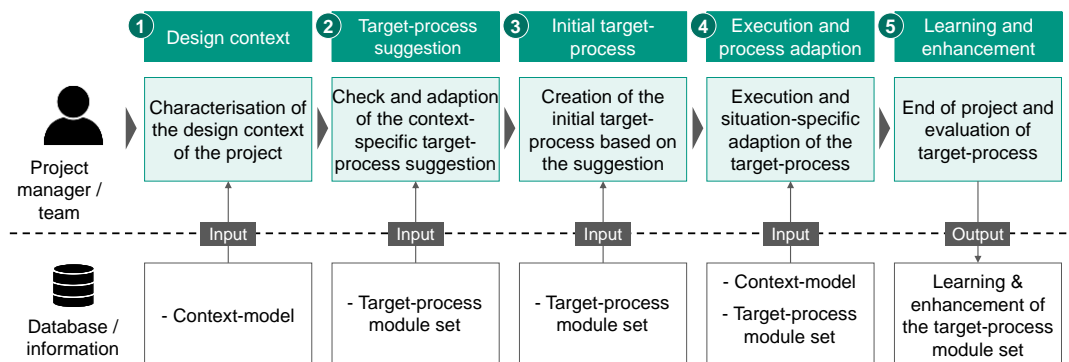 1 Design context
2 Target-process
suggestion
3 Initial target-
process
4 Execution and
process adaption
5 Learning and
enhancement
Project
manager /
team
Characterisation of
the design context
of the project
Check and adaption
of the context-
specific target-
process suggestion
Creation of the
initial target-
process based on
the suggestion
Execution and
situation-specific
adaption of the
target-process
End of project and
evaluation of
target-process
Input
Input
Input
Input
Output
Database /
information
- Context-model
- Target-process
module set
- Target-process
module set
- Context-model
- Target-process
module set
Learning &
enhancement of
the target-process
module set